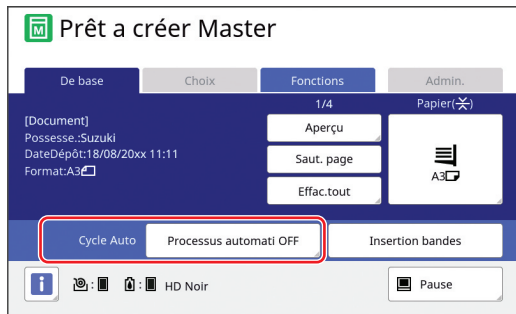 Prêt a créer Master
De base
Choix
Fonctions
Admin.
1/4
Papier()
[Document]
Possesse.:Suzuki
DateDépôt:18/08/20xx 11:11
Format:A3
Aperçu
Saut. page
Effac.tout
A3
Cycle Auto
Processus automati OFF
Insertion bandes
i
: : HD Noir
Pause